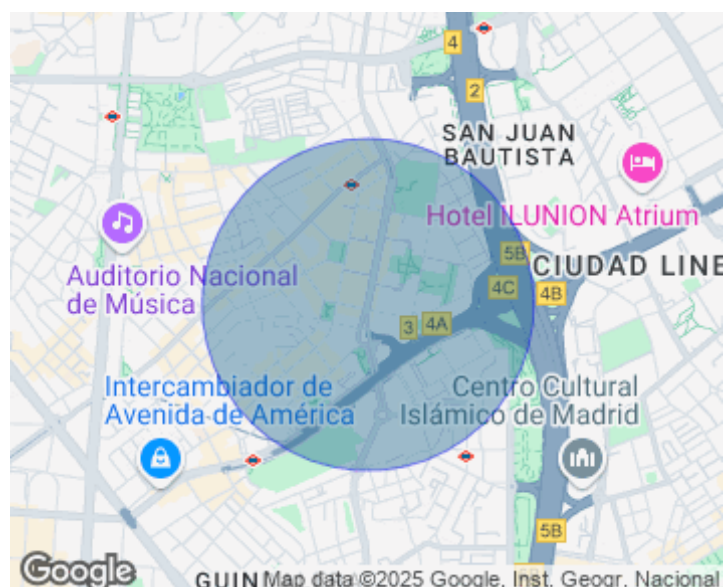 4
2
SAN JUAN
BAUTISTA
Hotel ILUNION Atrium
Auditorio Nacional
de Música
5B
CIUDAD LINE
4C
4B
3
4A
Intercambiador de
Avenida de América
Centro Cultural
Islámico de Madrid
5B
Google
GUIN
Map data ©2025 Google, Inst. Geogr. Nacional